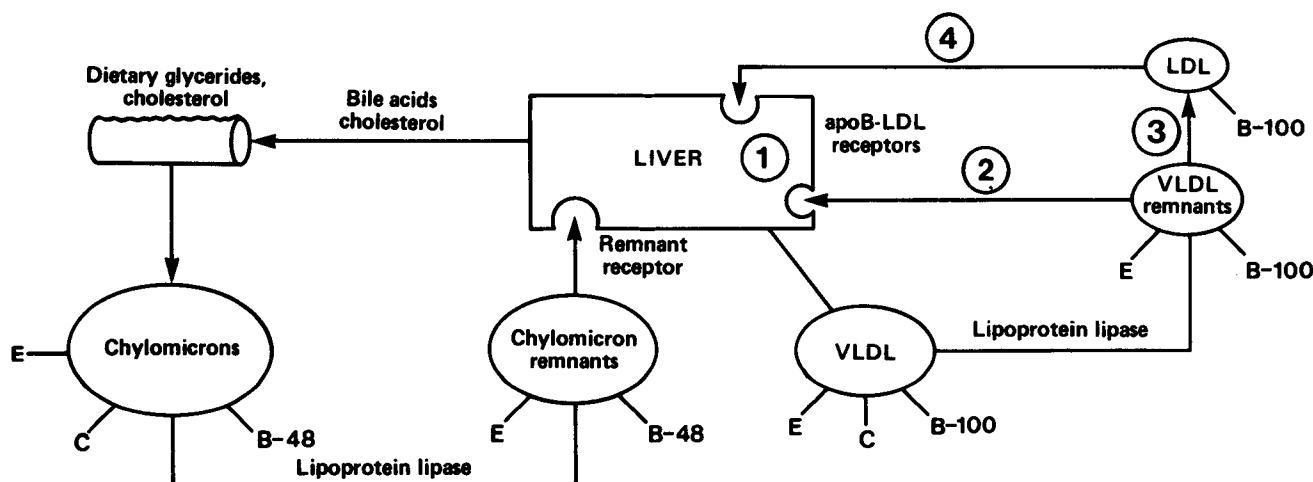 Dietary glycerides,
cholesterol
Bile acids
cholesterol
LIVER
1
apoB-LDL
receptors
4
LDL
B-100
3
2
VLDL
remnants
E
B-100
Remnant
receptor
Chylomicrons
E
C
B-48
Chylomicron
remnants
E
B-48
Lipoprotein lipase
VLDL
E
C
B-100
Lipoprotein lipase